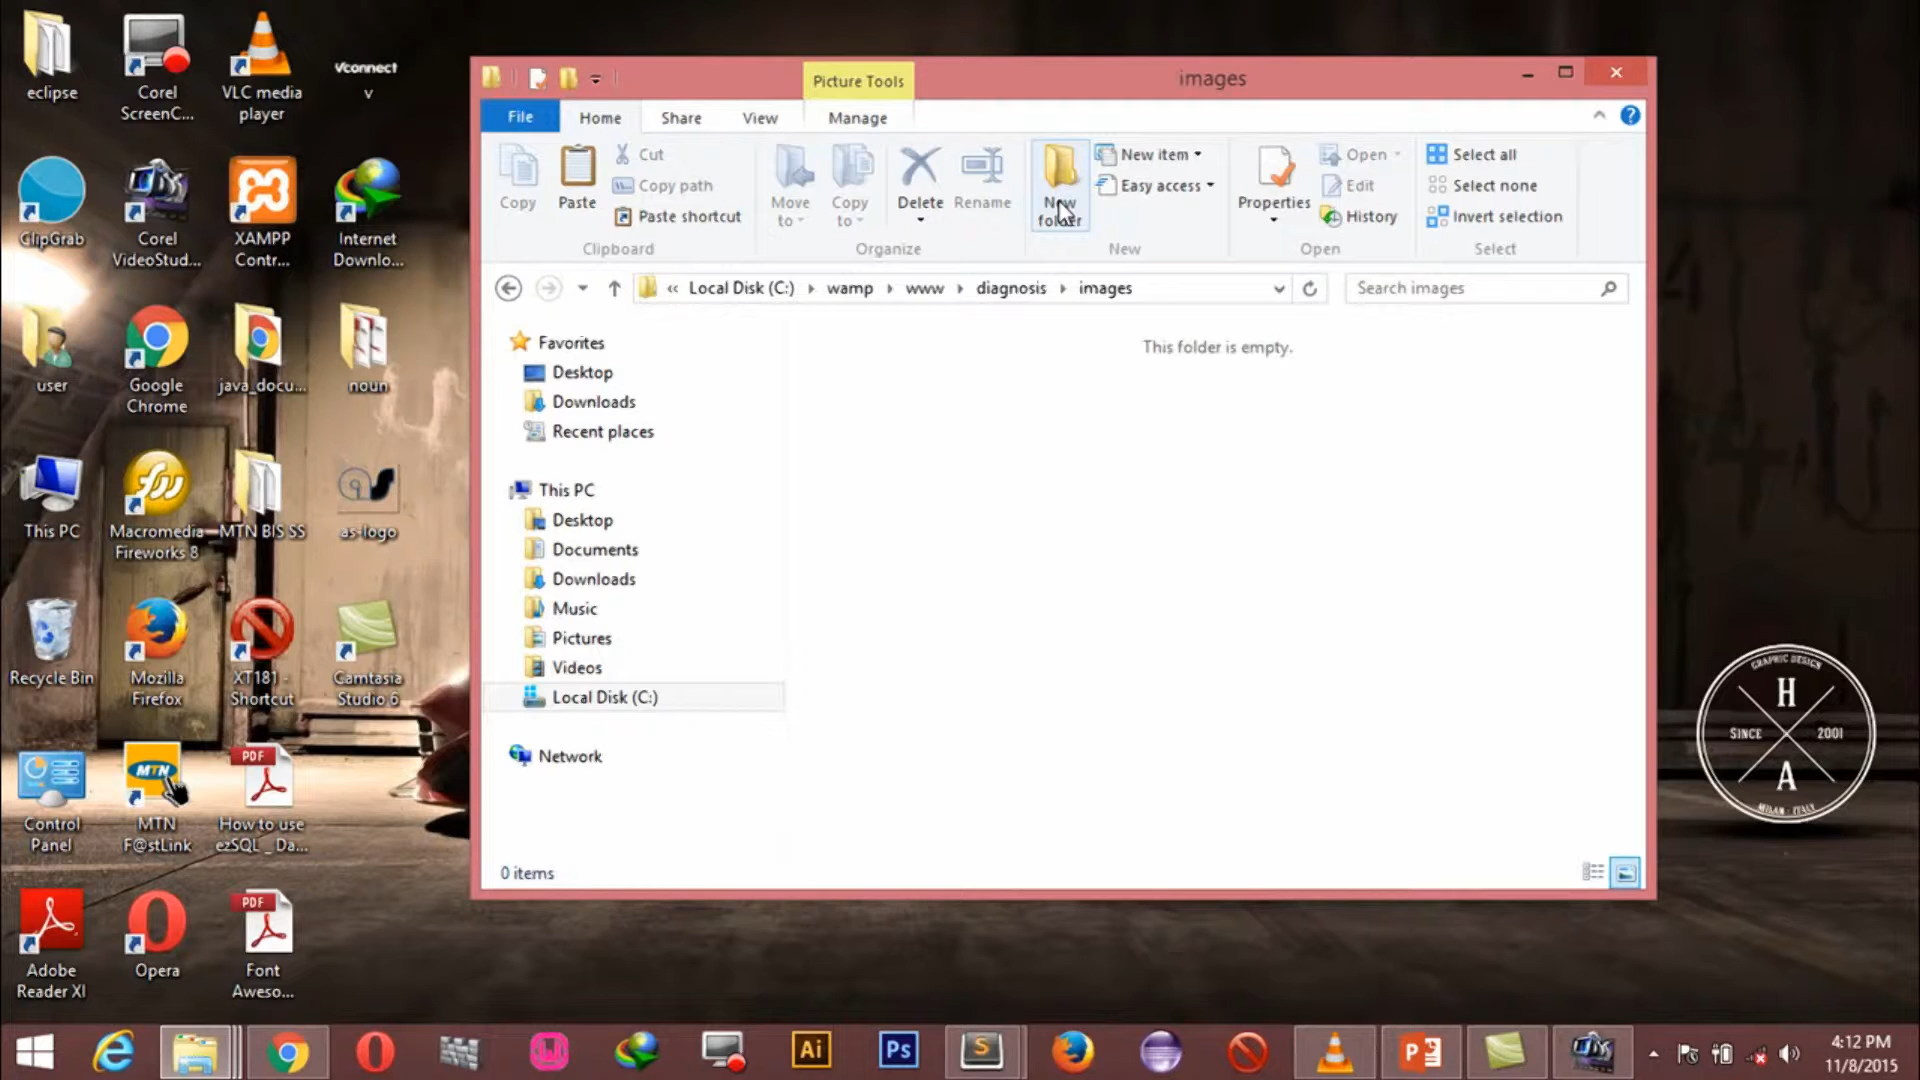 eclipse
Corel
ScreenC...
VLC media
player
Vconnect
v
ClipGrab
Corel
VideoStud...
XAMPP
Contr...
Internet
Downlo...
user
Google
Chrome
java_docu...
noun
This PC
Macromedia
Fireworks 8
MTN BIS SS
as-logo
Recycle Bin
Mozilla
Firefox
XT181 -
Shortcut
Camtasia
Studio 6
Control
Panel
MTN
MTN
F@stLink
PDF
How to use
ezSQL _ Da...
Adobe
Reader XI
Opera
PDF
Font
Aweso...
Picture Tools
images
File
Home
Share
View
Manage
Copy
Paste
Cut
Copy path
Paste shortcut
Clipboard
Move
to
Copy
to
Delete
Rename
Organize
New
folder
New item
Easy access
New
Properties
Open
Edit
History
Open
Select all
Select none
Invert selection
Select
« Local Disk (C:) wamp www diagnosis images
Search images
Favorites
Desktop
Downloads
Recent places
This PC
Desktop
Documents
Downloads
Music
Pictures
Videos
Local Disk (C:)
Network
This folder is empty.
0 items
GRAPHIC DESIGN
H
SINCE 2001
A
MILAN - ITALY
Ai
Ps
S
P
4:12 PM
11/8/2015